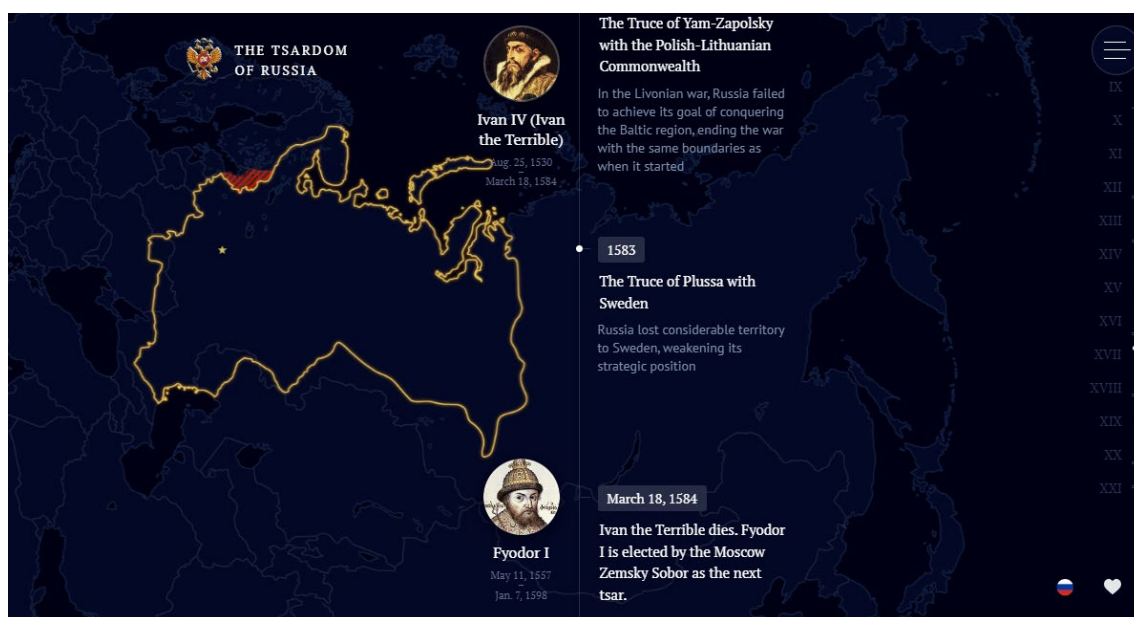 THE TSARDOM
OF RUSSIA
Ivan IV (Ivan
the Terrible)
Aug. 25, 1530
–
March 18, 1584
Fyodor I
May 11, 1557
–
Jan. 7, 1598
The Truce of Yam-Zapolsky
with the Polish-Lithuanian
Commonwealth
In the Livonian war, Russia failed
to achieve its goal of conquering
the Baltic region, ending the war
with the same boundaries as
when it started
1583
The Truce of Plussa with
Sweden
Russia lost considerable territory
to Sweden, weakening its
strategic position
March 18, 1584
Ivan the Terrible dies. Fyodor
I is elected by the Moscow
Zemsky Sobor as the next
tsar.
IX
X
XI
XII
XIII
XIV
XV
XVI
XVII
XVIII
XIX
XX
XXI